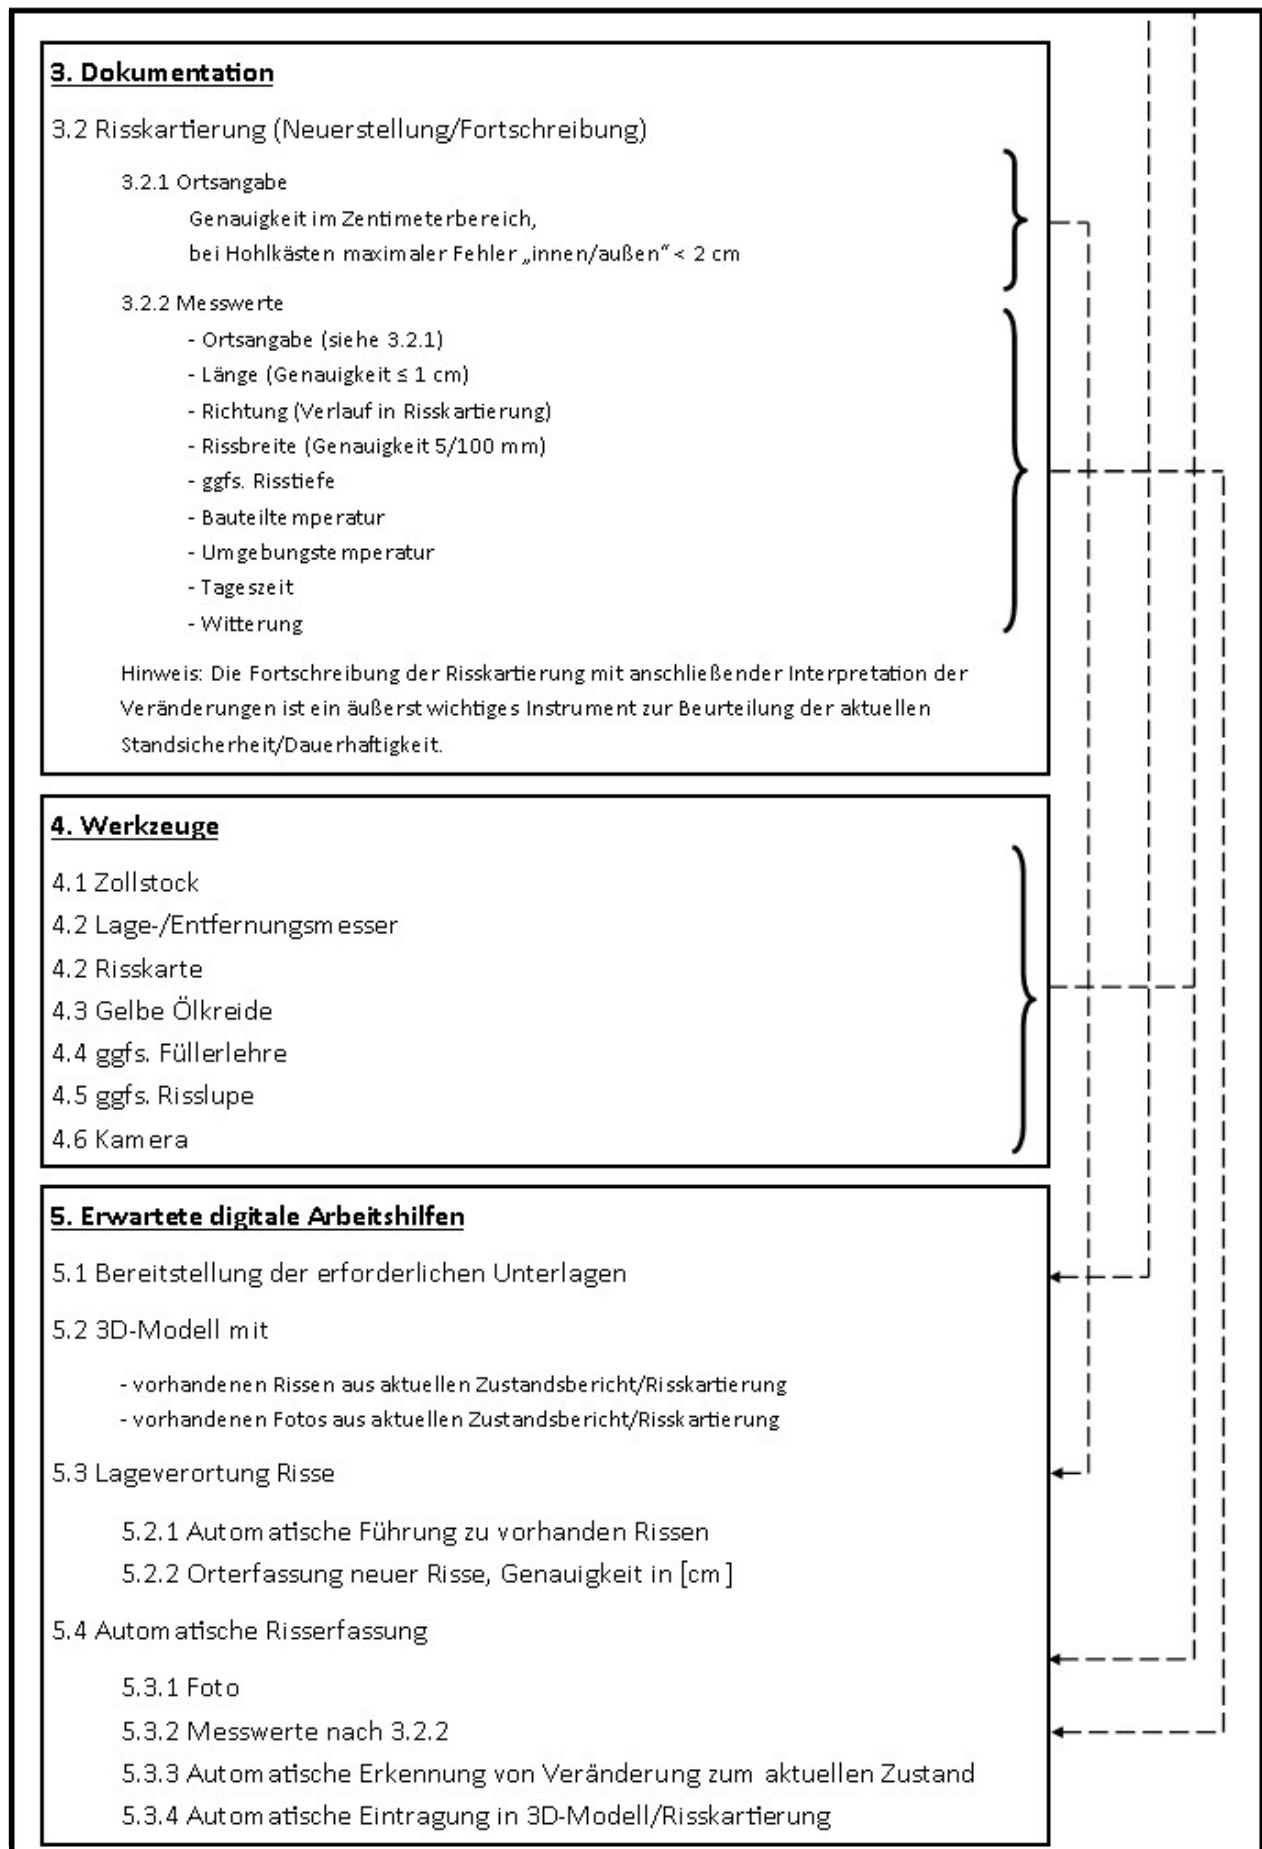 3. Dokumentation
3.2 Risskartierung (Neuerstellung/Fortschreibung)
3.2.1 Ortsangabe
Genauigkeit im Zentimeterbereich,
bei Hohlkästen maximaler Fehler „innen/außen“ < 2 cm
3.2.2 Messwerte
- Ortsangabe (siehe 3.2.1)
- Länge (Genauigkeit ≤ 1 cm)
- Richtung (Verlauf in Risskartierung)
- Rissbreite (Genauigkeit 5/100 mm)
- ggfs. Risstiefe
- Bauteiltemperatur
- Umgebungstemperatur
- Tageszeit
- Witterung
Hinweis: Die Fortschreibung der Risskartierung mit anschließender Interpretation der
Veränderungen ist ein äußerst wichtiges Instrument zur Beurteilung der aktuellen
Standsicherheit/Dauerhaftigkeit.
4. Werkzeuge
4.1 Zollstock
4.2 Lage-/Entfernungsmesser
4.2 Risskarte
4.3 Gelbe Ölkreide
4.4 ggfs. Füllerlehre
4.5 ggfs. Risslupe
4.6 Kamera
5. Erwartete digitale Arbeitshilfen
5.1 Bereitstellung der erforderlichen Unterlagen
5.2 3D-Modell mit
- vorhandenen Rissen aus aktuellen Zustandsbericht/Risskartierung
- vorhandenen Fotos aus aktuellen Zustandsbericht/Risskartierung
5.3 Lageverortung Risse
5.2.1 Automatische Führung zu vorhanden Rissen
5.2.2 Orterfassung neuer Risse, Genauigkeit in [cm]
5.4 Automatische Risserfassung
5.3.1 Foto
5.3.2 Messwerte nach 3.2.2
5.3.3 Automatische Erkennung von Veränderung zum aktuellen Zustand
5.3.4 Automatische Eintragung in 3D-Modell/Risskartierung